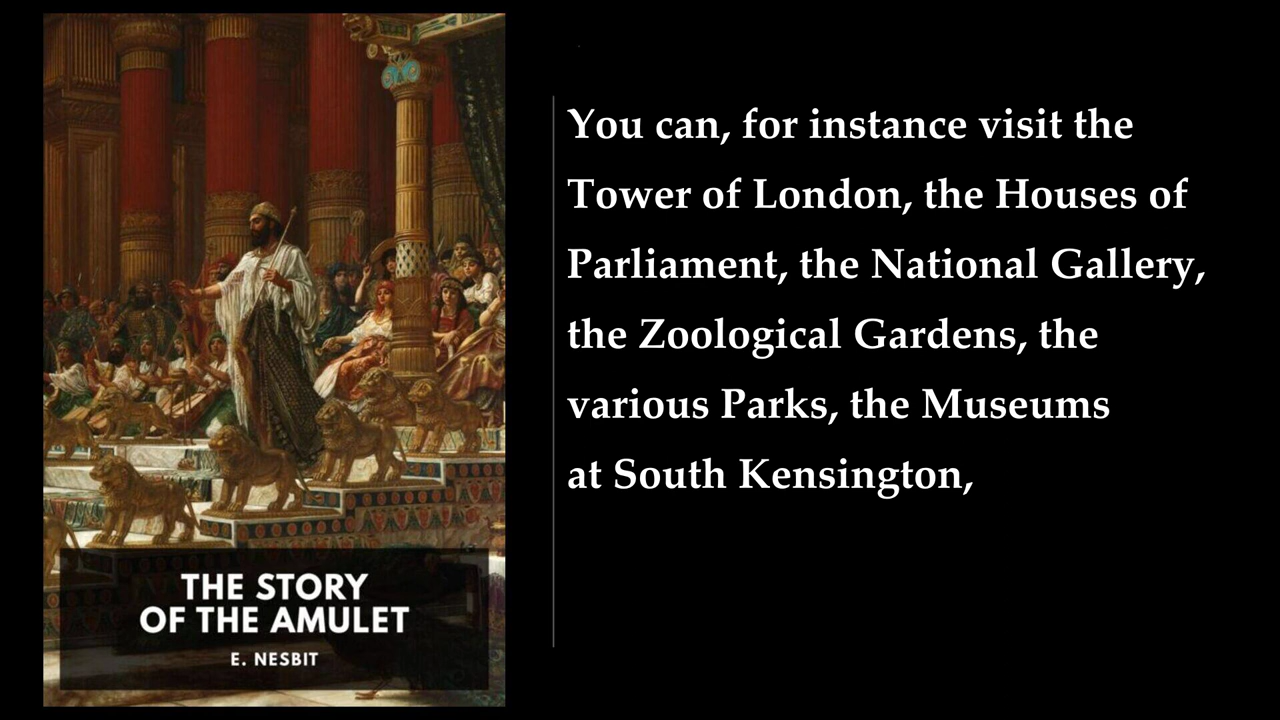 THE STORY
OF THE AMULET
E. NESBIT
You can, for instance visit the
Tower of London, the Houses of
Parliament, the National Gallery,
the Zoological Gardens, the
various Parks, the Museums
at South Kensington,